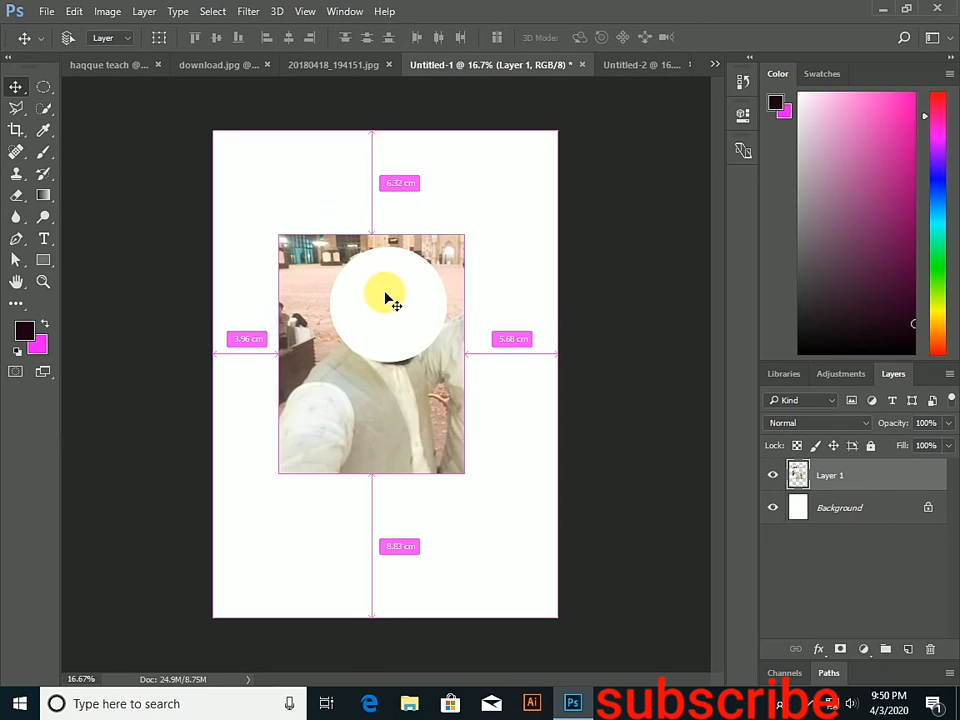 Ps File Edit Image Layer Type Select Filter 3D View Window Help
Layer 3D Mode:
haqque teach @... × download.jpg @... × 20180418_194151.jpg × Untitled-1 @ 16.7% (Layer 1, RGB/8) * × Untitled-2 @ 16.... »
Color Swatches
6.32 cm
3.96 cm
5.68 cm
8.83 cm
Libraries Adjustments Layers
Kind
Normal Opacity: 100%
Lock: Fill: 100%
Layer 1
Background
Channels Paths
16.67% Doc: 24.9M/8.75M
Type here to search
Ai Ps
subscribe
9:50 PM
4/3/2020
1